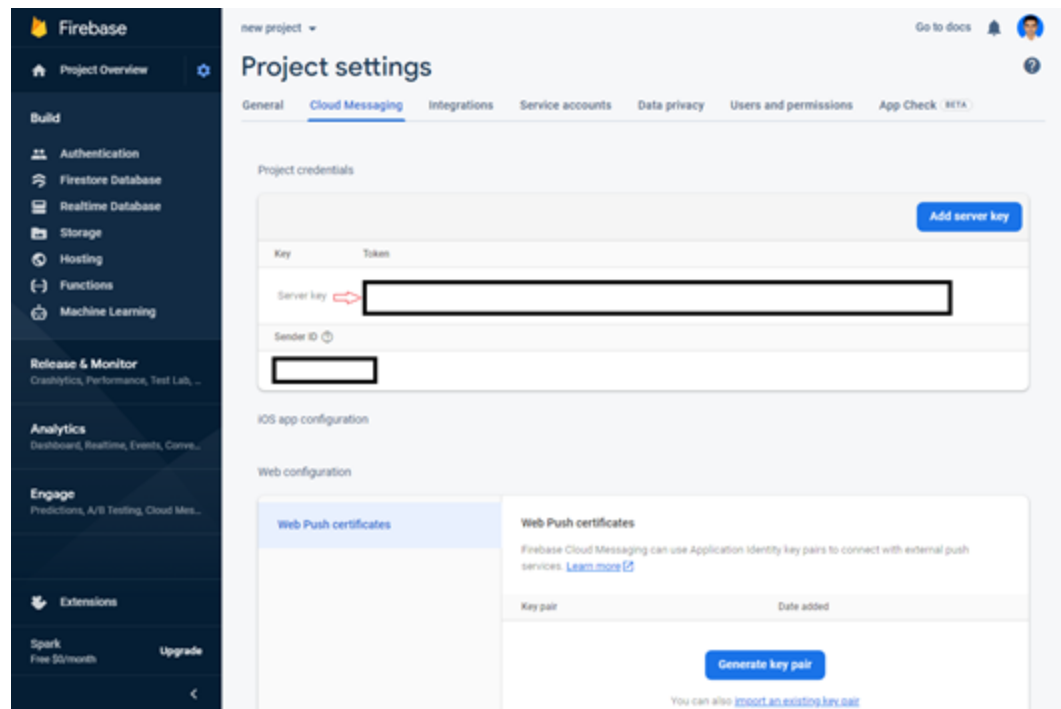 Firebase
Project Overview
Build
Authentication
Firestore Database
Realtime Database
Storage
Hosting
Functions
Machine Learning
Release & Monitor
Crashlytics, Performance, Test Lab, ...
Analytics
Dashboard, Realtime, Events, Conve...
Engage
Predictions, A/B Testing, Cloud Mes...
Extensions
Spark
Free $0/month
Upgrade
new project
Go to docs
Project settings
General Cloud Messaging Integrations Service accounts Data privacy Users and permissions App Check BETA
Project credentials
Add server key
Key Token
Server key
Sender ID
iOS app configuration
Web configuration
Web Push certificates
Web Push certificates
Firebase Cloud Messaging can use Application Identity key pairs to connect with external push
services. Learn more
Key pair Date added
Generate key pair
You can also import an existing key pair